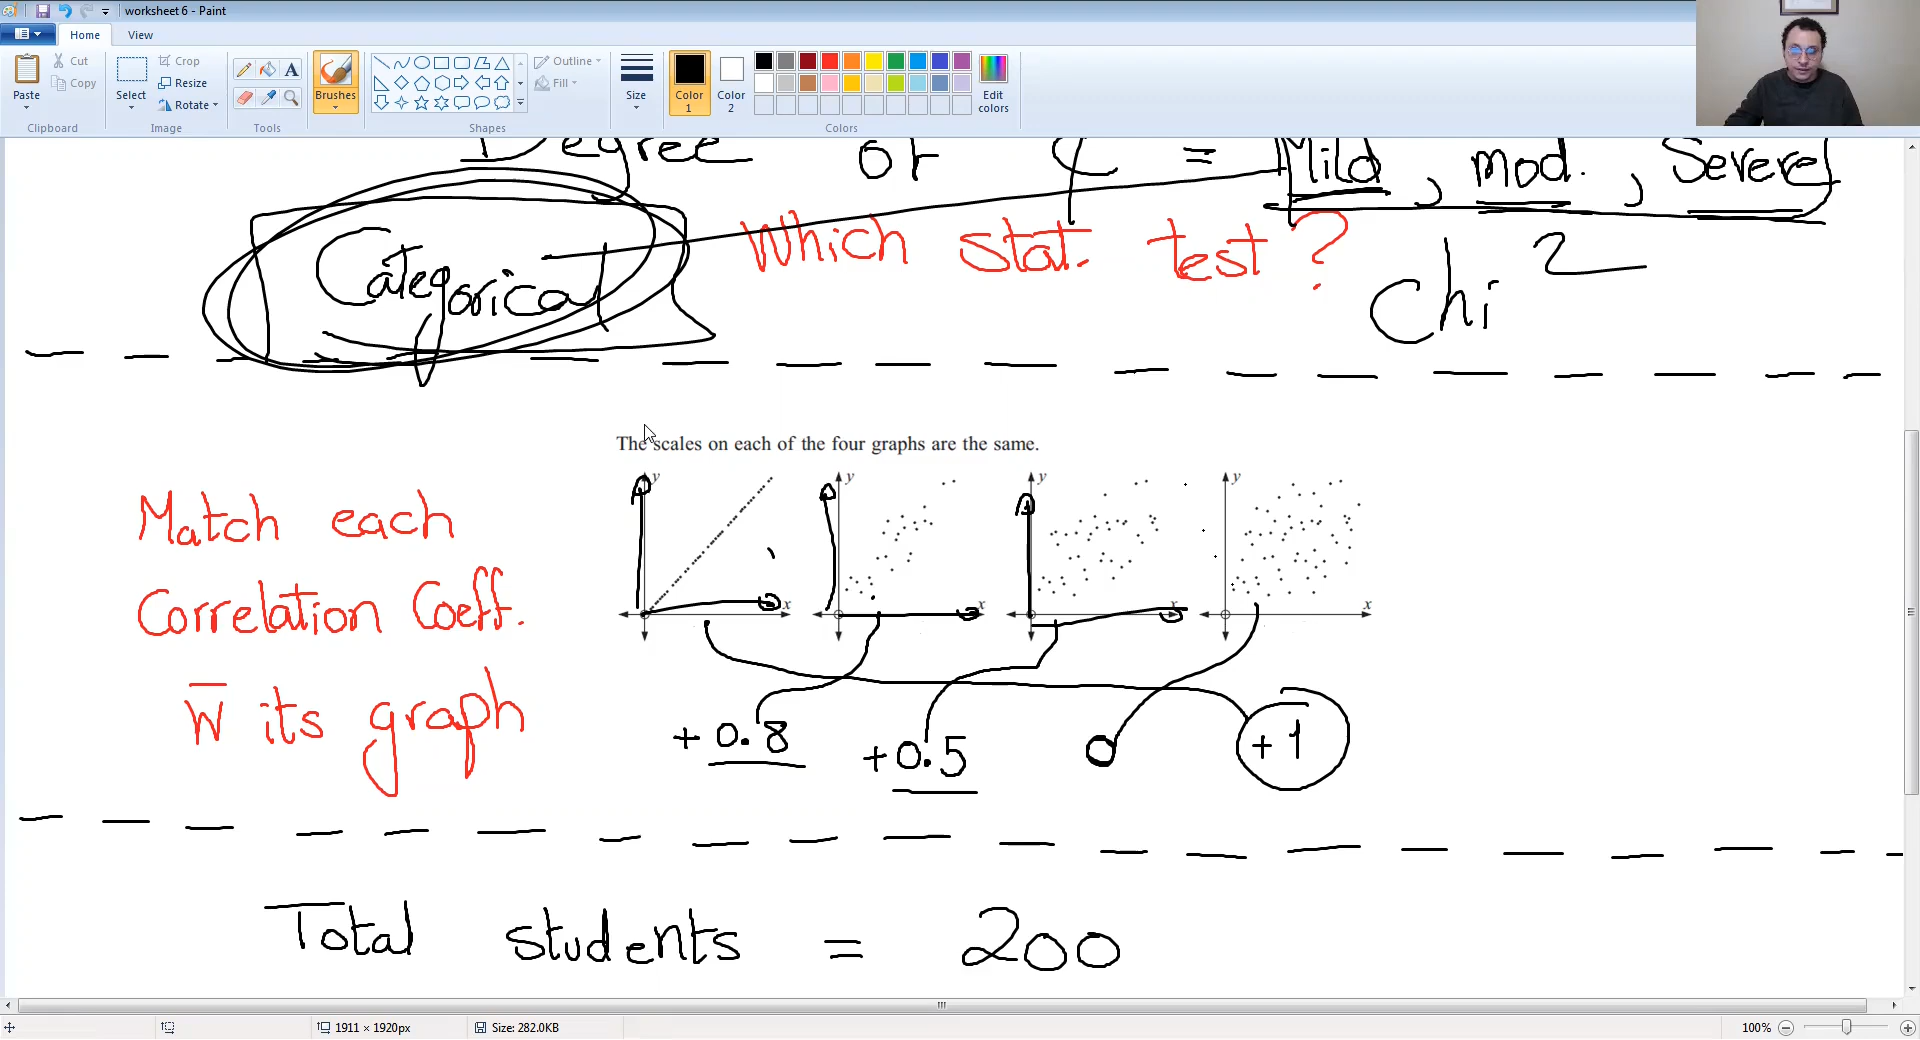 worksheet 6 - Paint
Home View
Paste
Cut
Copy
Clipboard
Select
Crop
Resize
Rotate
Image
A
Tools
Brushes
Shapes
Outline
Fill
Size
Color 1
Color 2
Edit colors
Colors
Degree of = Mild, mod., Severe
Categorical
Which stat. test?
Chi 2
The scales on each of the four graphs are the same.
y y y y
x x x x
Match each
Correlation Coeff.
w its graph
+ 0.8 +0.5 0 +1
Total students = 200
1911 × 1920px
Size: 282.0KB
100%